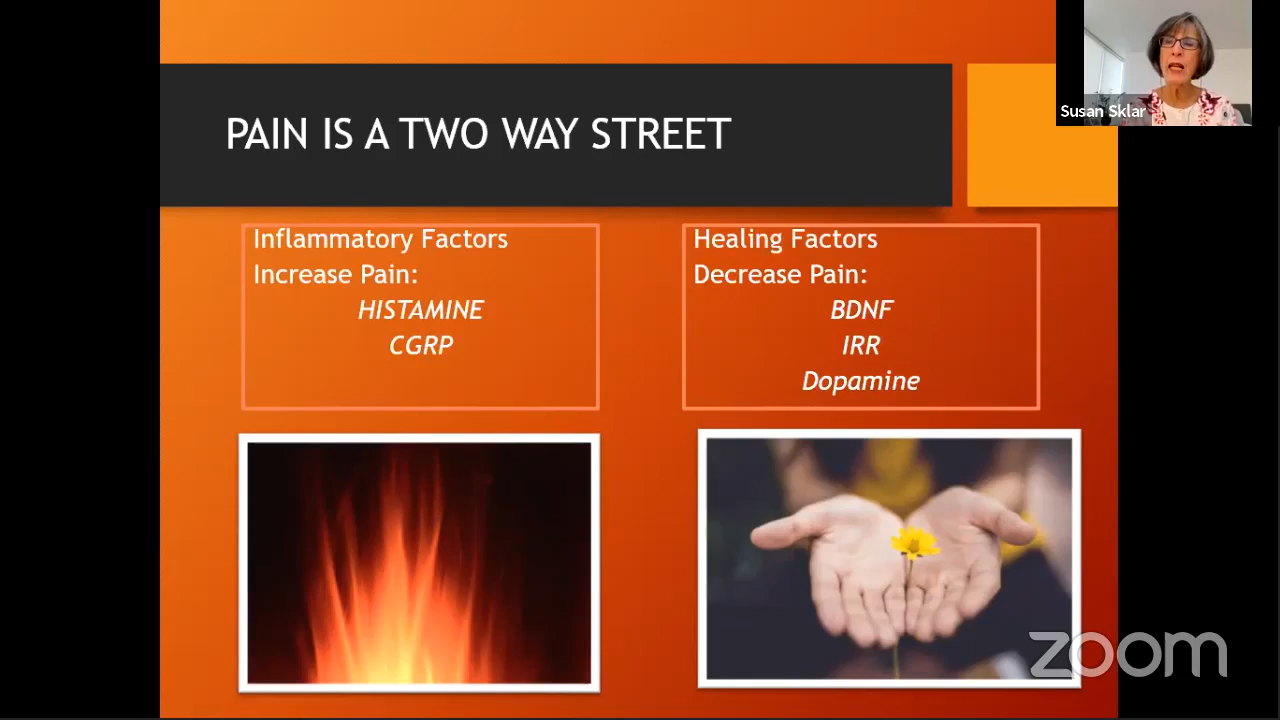 PAIN IS A TWO WAY STREET
Susan Sklar
Inflammatory Factors
Increase Pain:
HISTAMINE
CGRP
Healing Factors
Decrease Pain:
BDNF
IRR
Dopamine
zoom